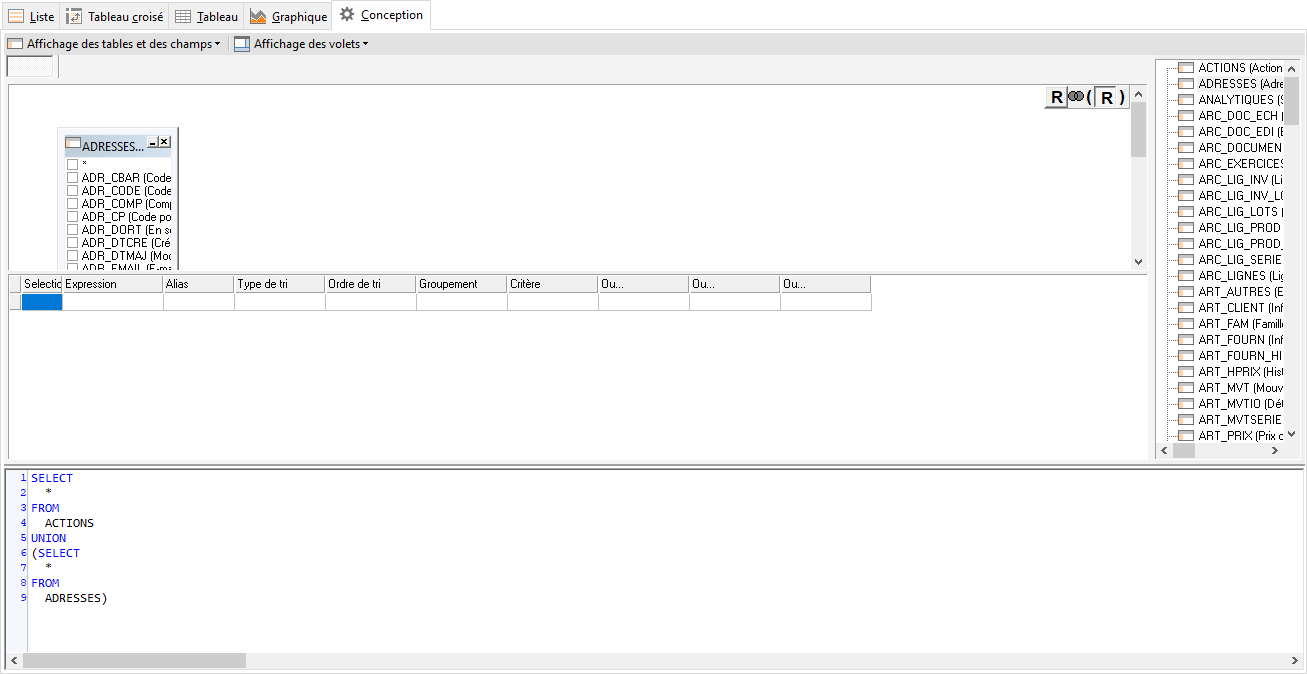 Liste Tableau croisé Tableau Graphique Conception
Affichage des tables et des champs Affichage des volets
R ( R )
ADRESSES...
*
ADR_CBAR (Code
ADR_CODE (Code
ADR_COMP (Comp
ADR_CP (Code po
ADR_DORT (En so
ADR_DTCRE (Cré
ADR_DTMAJ (Moc
ADR_EMAIL (E-ma
Selectio Expression Alias Type de tri Ordre de tri Groupement Critère Ou... Ou... Ou...
ACTIONS (Action
ADRESSES (Adre
ANALYTIQUES (S
ARC_DOC_ECH (
ARC_DOC_EDI (E
ARC_DOCUMEN
ARC_EXERCICES
ARC_LIG_INV (Li
ARC_LIG_INV_LO
ARC_LIG_LOTS (
ARC_LIG_PROD
ARC_LIG_PROD_
ARC_LIG_SERIE
ARC_LIGNES (Lig
ART_AUTRES (E
ART_CLIENT (Inf
ART_FAM (Famill
ART_FOURN (Inf
ART_FOURN_HI
ART_HPRIX (Hist
ART_MVT (Mouv
ART_MVTIO (Dét
ART_MVTSERIE
ART_PRIX (Prix c
1 SELECT
2 *
3 FROM
4 ACTIONS
5 UNION
6 (SELECT
7 *
8 FROM
9 ADRESSES)